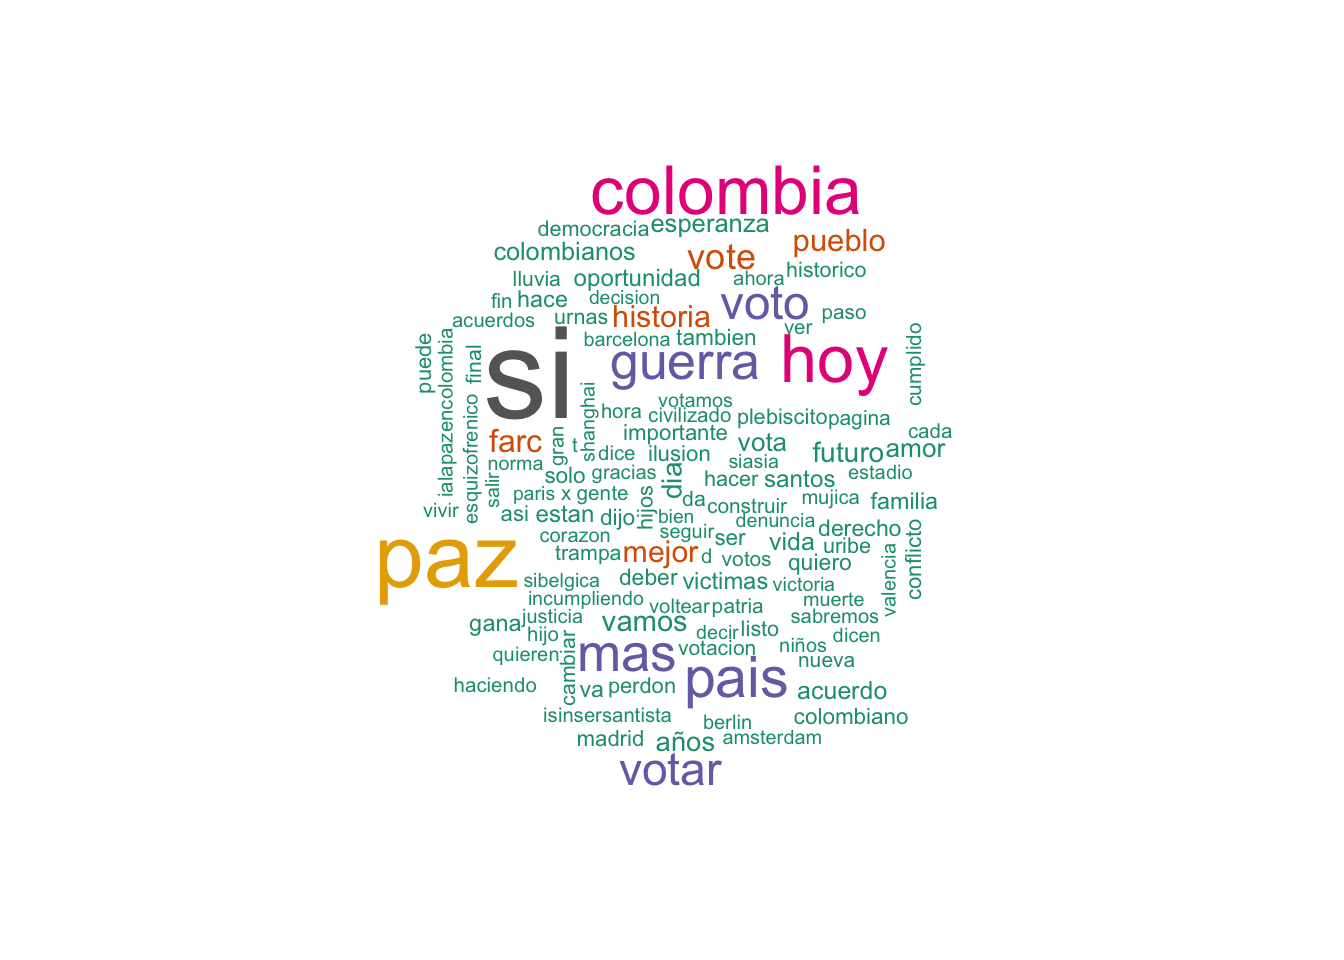 colombia
democracia
esperanza
colombianos
vote
pueblo
lluvia
oportunidad
ahora
historico
fin
hace
decision
voto
acuerdos
urnas
historia
ver
paso
si
barcelona
tambien
puede
ialapazencolombia
final
guerra
hoy
cumplido
shanghai
votamos
hora
civilizado
plebiscito
pagina
esquizofrenico
farc
gran
t
importante
vota
cada
dice
ilusion
futuro
amor
norma
salir
solo
gracias
dia
siasia
hacer
santos
estadio
vivir
paris
x
gente
hijos
da
construir
mujica
familia
asi
estan
dijo
bien
denuncia
derecho
corazon
seguir
ser
vida
uribe
conflicto
paz
trampa
mejor
d
votos
quiero
valencia
sibelgica
deber
victimas
victoria
incumpliendo
voltear
patria
muerte
gana
justicia
vamos
sabremos
hijo
decir
listo
dicen
quieren
cambiar
mas
votacion
niños
nueva
haciendo
va
perdon
pais
acuerdo
isinsersantista
berlin
colombiano
madrid
años
amsterdam
votar